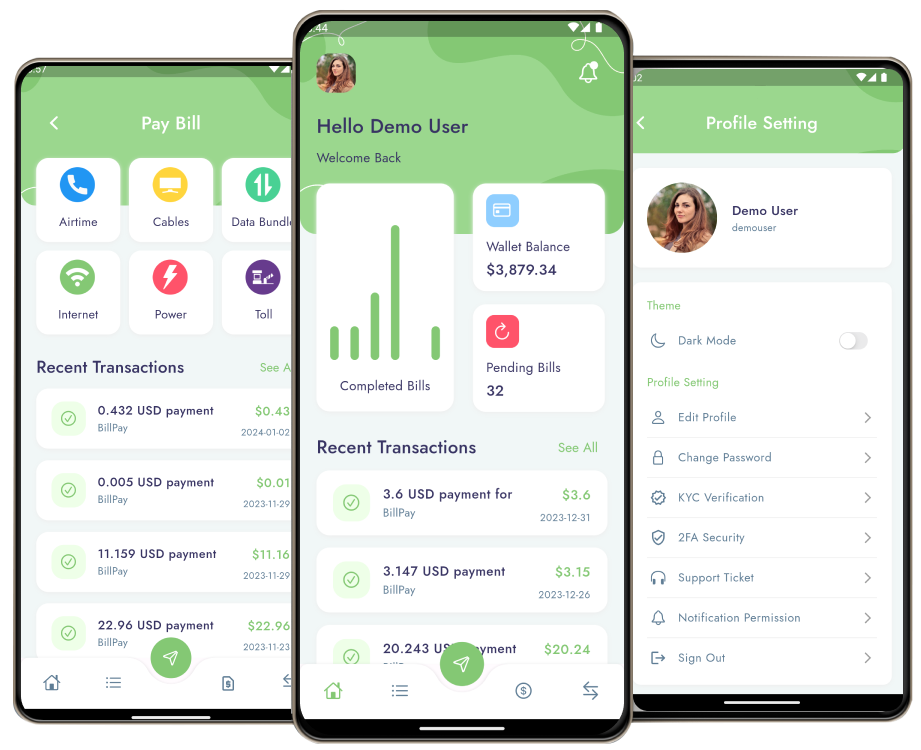 Pay Bill
Airtime
Cables
Internet
Power
Toll
Recent Transactions
See
0.432 USD payment
$0.43
BillPay
2024-01-02
0.005 USD payment
$0.01
BillPay
2023-11-29
11.159 USD payment
$11.16
BillPay
2023-11-29
22.96 USD payment
$22.96
BillPay
2023-11-23
Hello Demo User
Welcome Back
Completed Bills
Wallet Balance
$3,879.34
Pending Bills
32
Recent Transactions
See All
3.6 USD payment for
$3.6
BillPay
2023-12-31
3.147 USD payment
$3.15
BillPay
2023-12-26
20.243
$20.24
Profile Setting
Demo User
demouser
Theme
Dark Mode
Profile Setting
Edit Profile
Change Password
KYC Verification
2FA Security
Support Ticket
Notification Permission
Sign Out